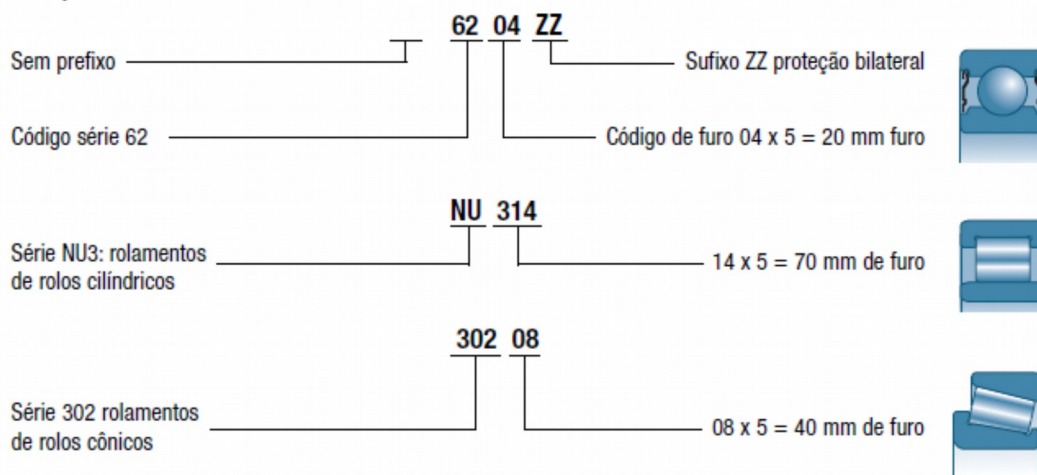 62 04 ZZ
Sem prefixo
Sufixo ZZ proteção bilateral
Código série 62
Código de furo 04 x 5 = 20 mm furo
NU 314
Série NU3: rolamentos
de rolos cilíndricos
14 x 5 = 70 mm de furo
302 08
Série 302 rolamentos
de rolos cônicos
08 x 5 = 40 mm de furo